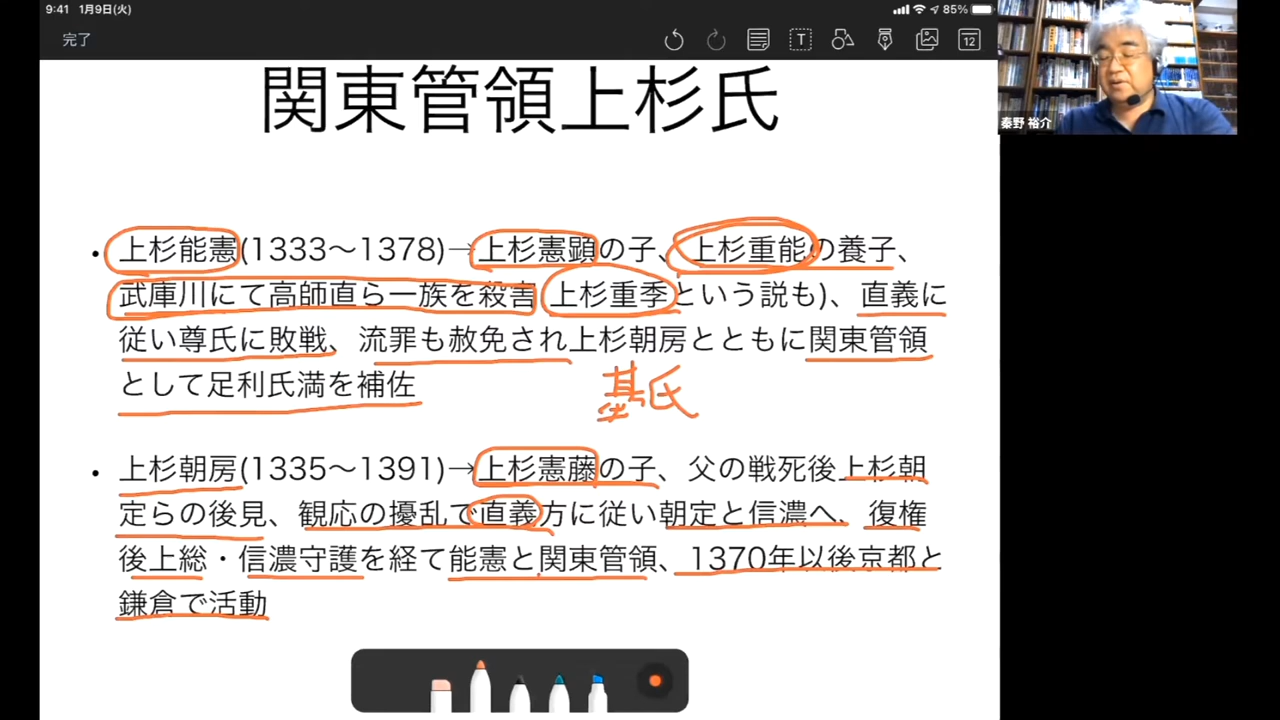 9:41 1月9日(火)
85%
完了
T
12
関東管領上杉氏
秦野 裕介
• 上杉能憲(1333〜1378)→上杉憲顕の子、上杉重能の養子、
武庫川にて高師直ら一族を殺害 上杉重季という説も)、直義に
従い尊氏に敗戦、流罪も赦免され上杉朝房とともに関東管領
として足利氏満を補佐
基氏
• 上杉朝房(1335〜1391)→上杉憲藤の子、父の戦死後上杉朝
定らの後見、観応の擾乱で直義方に従い朝定と信濃へ、復権
後上総・信濃守護を経て能憲と関東管領、1370年以後京都と
鎌倉で活動